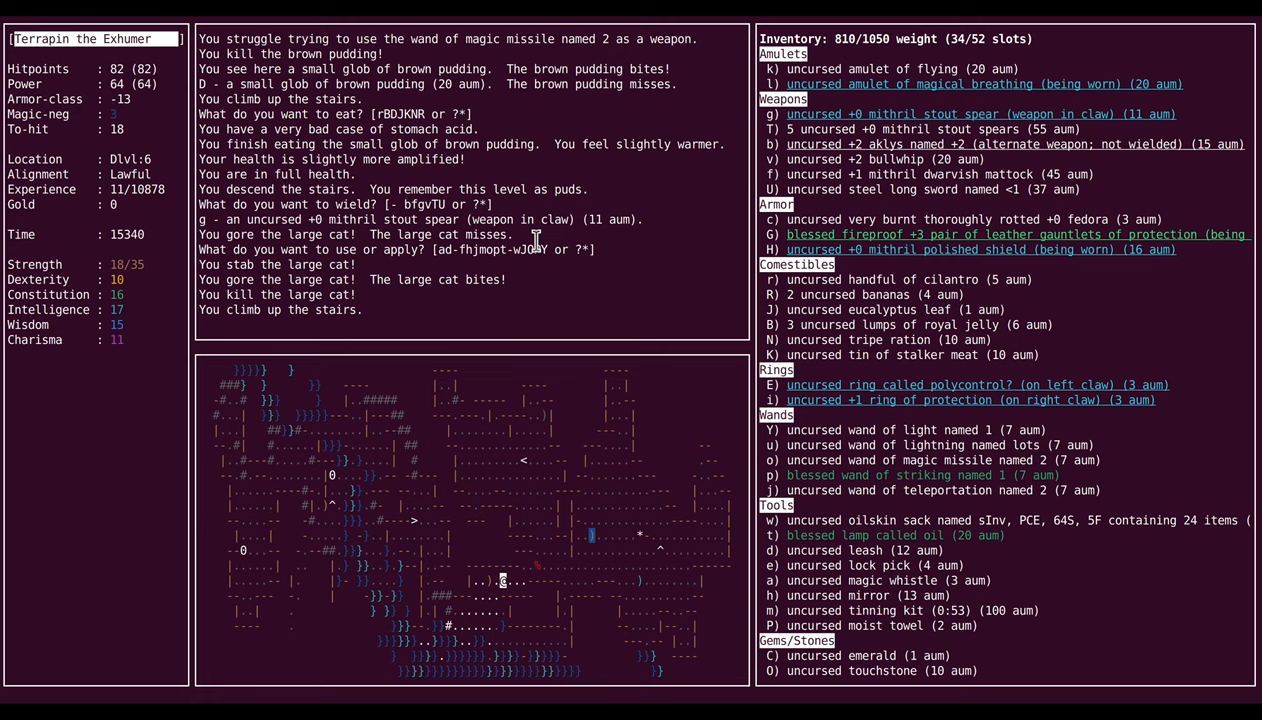 [Terrapin the Exhumer ]
Hitpoints : 82 (82)
Power : 64 (64)
Armor-class : -13
Magic-neg : 3
To-hit : 18
Location : Dlvl:6
Alignment : Lawful
Experience : 11/10878
Gold : 0
Time : 15340
Strength : 18/35
Dexterity : 10
Constitution : 16
Intelligence : 17
Wisdom : 15
Charisma : 11
You struggle trying to use the wand of magic missile named 2 as a weapon.
You kill the brown pudding!
You see here a small glob of brown pudding. The brown pudding bites!
D - a small glob of brown pudding (20 aum). The brown pudding misses.
You climb up the stairs.
What do you want to eat? [rBDJKNR or ?*]
You have a very bad case of stomach acid.
You finish eating the small glob of brown pudding. You feel slightly warmer.
Your health is slightly more amplified!
You are in full health.
You descend the stairs. You remember this level as puds.
What do you want to wield? [- bfgvTU or ?*]
g - an uncursed +0 mithril stout spear (weapon in claw) (11 aum).
You gore the large cat! The large cat misses.
What do you want to use or apply? [ad-fhjmopt-wJO Y or ?*]
You stab the large cat!
You gore the large cat! The large cat bites!
You kill the large cat!
You climb up the stairs.
Inventory: 810/1050 weight (34/52 slots)
Amulets
k) uncursed amulet of flying (20 aum)
l) uncursed amulet of magical breathing (being worn) (20 aum)
Weapons
g) uncursed +0 mithril stout spear (weapon in claw) (11 aum)
T) 5 uncursed +0 mithril stout spears (55 aum)
b) uncursed +2 aklys named +2 (alternate weapon; not wielded) (15 aum)
v) uncursed +2 bullwhip (20 aum)
f) uncursed +1 mithril dwarvish mattock (45 aum)
U) uncursed steel long sword named <1 (37 aum)
Armor
c) uncursed very burnt thoroughly rotted +0 fedora (3 aum)
G) blessed fireproof +3 pair of leather gauntlets of protection (being
H) uncursed +0 mithril polished shield (being worn) (16 aum)
Comestibles
r) uncursed handful of cilantro (5 aum)
R) 2 uncursed bananas (4 aum)
J) uncursed eucalyptus leaf (1 aum)
B) 3 uncursed lumps of royal jelly (6 aum)
N) uncursed tripe ration (10 aum)
K) uncursed tin of stalker meat (10 aum)
Rings
E) uncursed ring called polycontrol? (on left claw) (3 aum)
i) uncursed +1 ring of protection (on right claw) (3 aum)
Wands
Y) uncursed wand of light named 1 (7 aum)
u) uncursed wand of lightning named lots (7 aum)
o) uncursed wand of magic missile named 2 (7 aum)
p) blessed wand of striking named 1 (7 aum)
j) uncursed wand of teleportation named 2 (7 aum)
Tools
w) uncursed oilskin sack named sInv, PCE, 64S, 5F containing 24 items (
t) blessed lamp called oil (20 aum)
d) uncursed leash (12 aum)
e) uncursed lock pick (4 aum)
a) uncursed magic whistle (3 aum)
h) uncursed mirror (13 aum)
m) uncursed tinning kit (0:53) (100 aum)
P) uncursed moist towel (2 aum)
Gems/Stones
C) uncursed emerald (1 aum)
O) uncursed touchstone (10 aum)